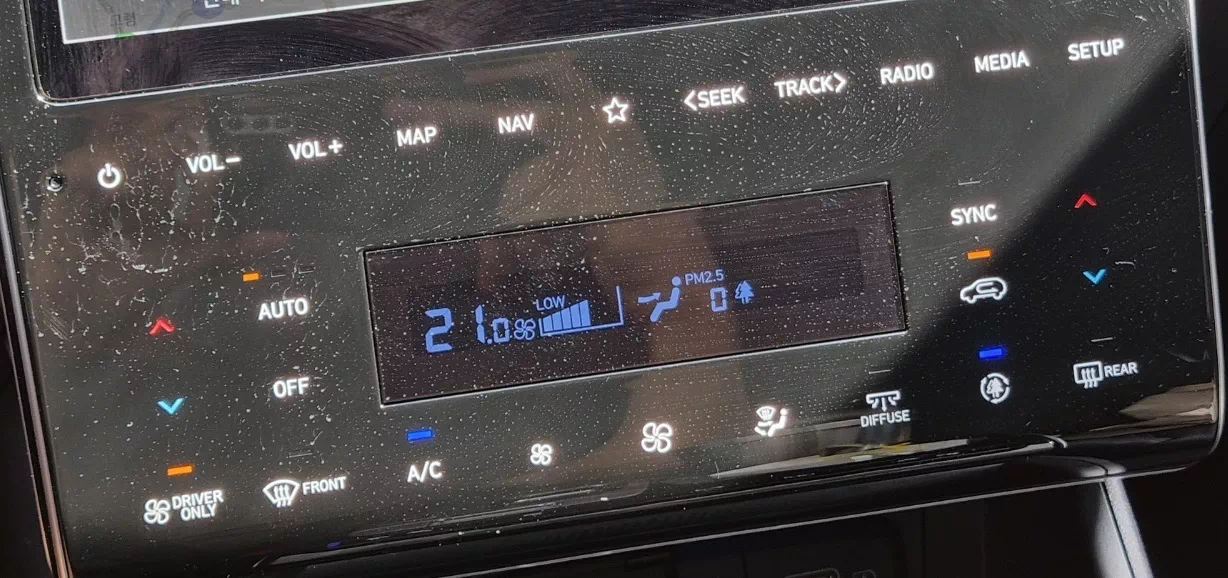 VOL−
VOL+
MAP
NAV
<SEEK
TRACK>
RADIO
MEDIA
SETUP
SYNC
AUTO
OFF
21.0
LOW
PM2.5
0
DRIVER
ONLY
FRONT
A/C
DIFFUSE
REAR